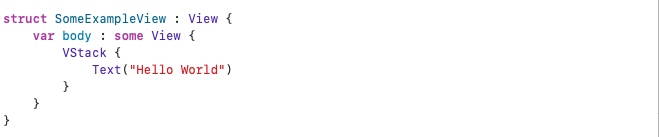 struct SomeExampleView : View {
    var body : some View {
        VStack {
            Text("Hello World")
        }
    }
}